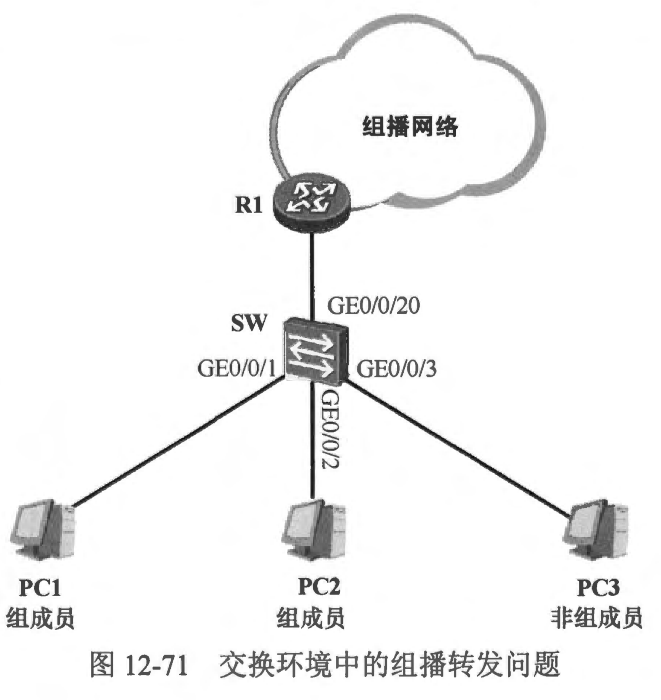 组播网络
R1
GE0/0/20
SW
GE0/0/1
GE0/0/3
GE0/0/2
PC1
组成员
PC2
组成员
PC3
非组成员
图 12-71 交换环境中的组播转发问题